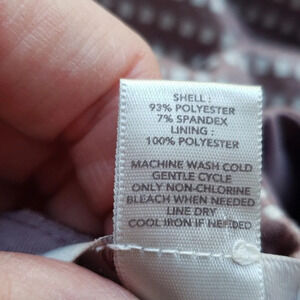 SHELL :
93% POLYESTER
7% SPANDEX
LINING :
100% POLYESTER
MACHINE WASH COLD
GENTLE CYCLE
ONLY NON-CHLORINE
BLEACH WHEN NEEDED
LINE DRY
COOL IRON IF NEEDED